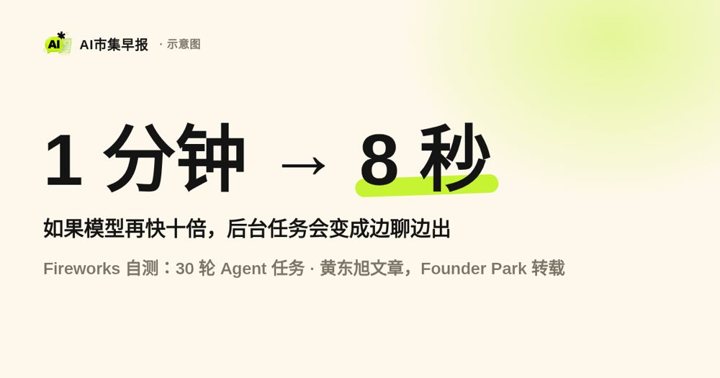 AI AI市集早报 · 示意图
1 分钟 → 8 秒
如果模型再快十倍，后台任务会变成边聊边出
Fireworks 自测：30 轮 Agent 任务 · 黄东旭文章，Founder Park 转载